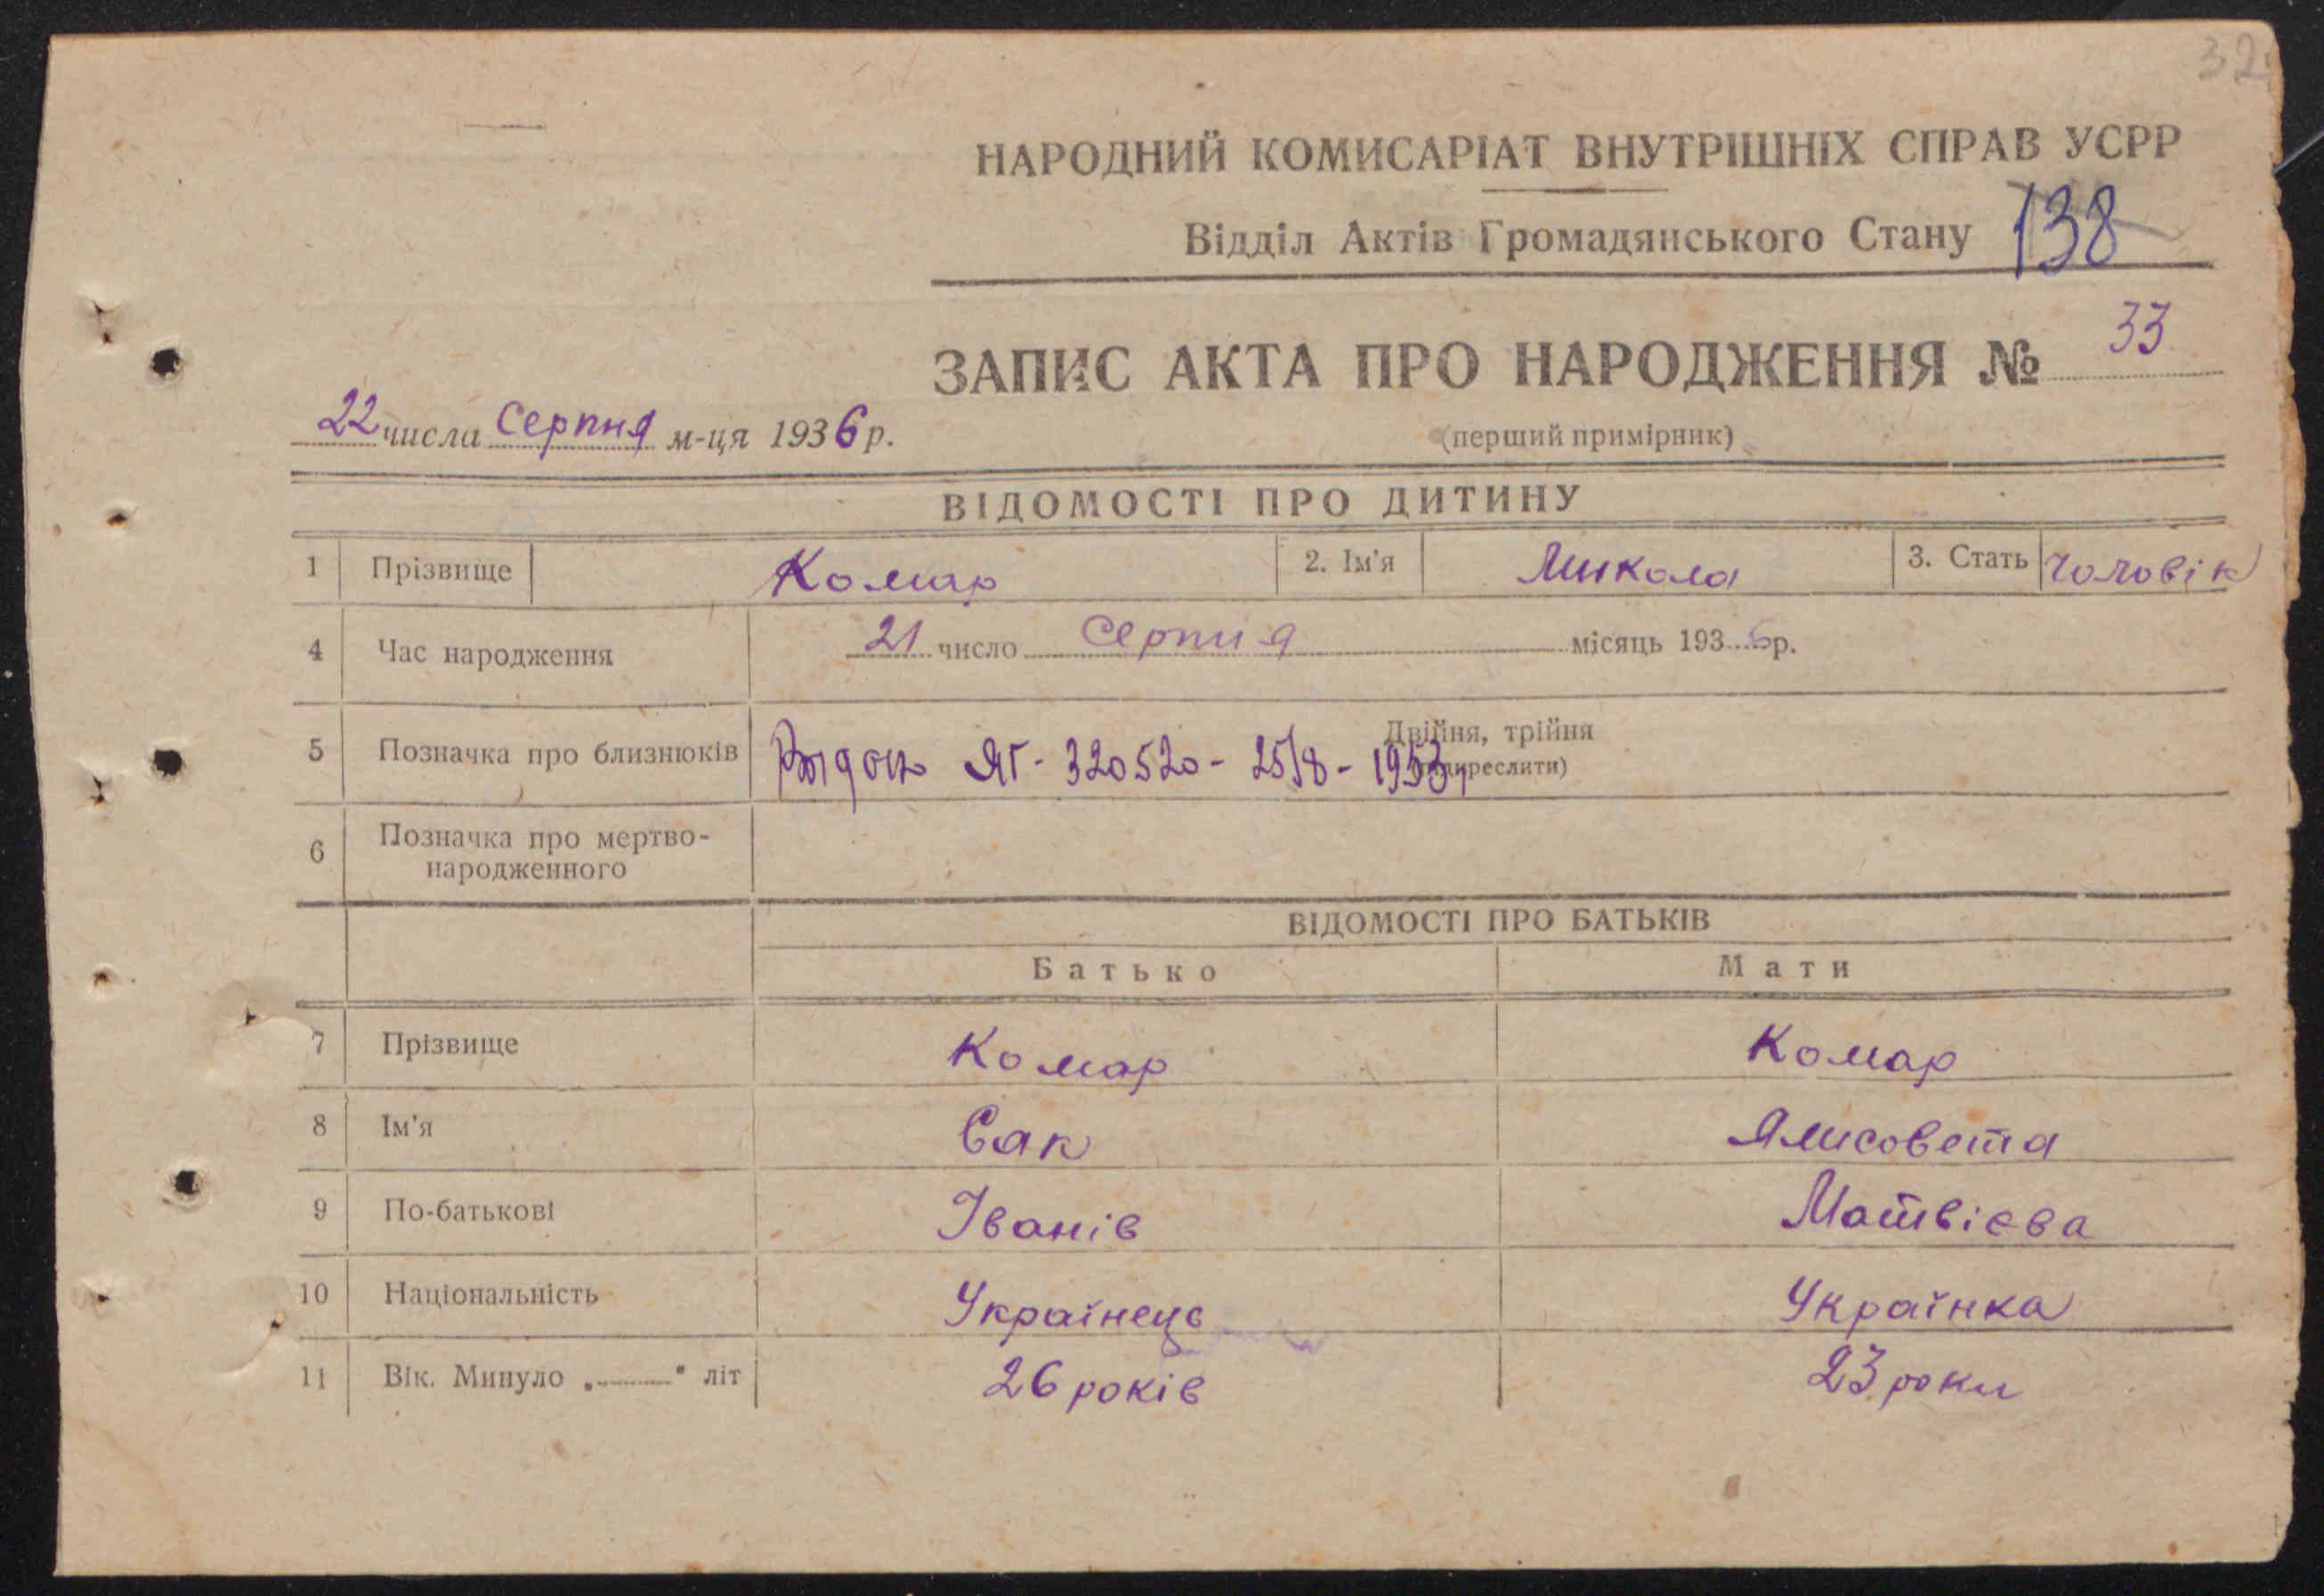 32
НАРОДНИЙ КОМИСАРІАТ ВНУТРІШНІХ СПРАВ УСРР
Відділ Актів Громадянського Стану 138
ЗАПИС АКТА ПРО НАРОДЖЕННЯ № 33
22 числа Серпня м-ця 1936 р.
(перший примірник)
ВІДОМОСТІ ПРО ДИТИНУ
1 Прізвище Комар 2. Ім'я Микола 3. Стать Чоловік
4 Час народження 21 число Серпня місяць 1936 р.
5 Позначка про близнюків Двійня, трійня
(підкреслити)
ЯГ - 320520 - 25/8 - 1953
6 Позначка про мертво-
народженного
ВІДОМОСТІ ПРО БАТЬКІВ
Батько Мати
7 Прізвище Комар Комар
8 Ім'я Сак Ялисовета
9 По-батькові Іванів Матвієва
10 Національність Українець Українка
11 Вік. Минуло „ " літ 26 років 23 роки